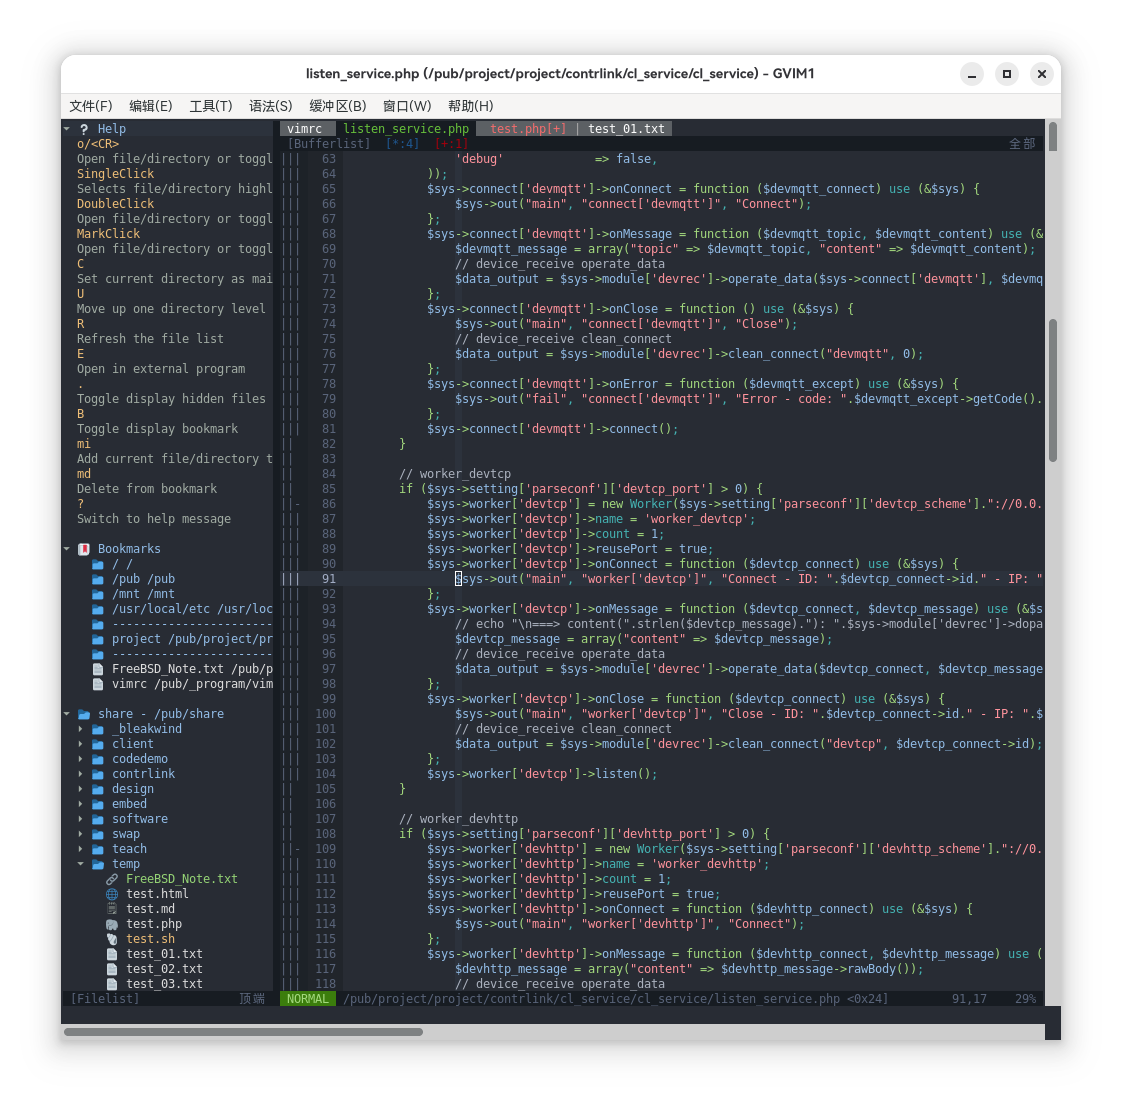 listen_service.php (/pub/project/project/contrlink/cl_service/cl_service) - GVIM1
文件(F) 编辑(E) 工具(T) 语法(S) 缓冲区(B) 窗口(W) 帮助(H)
? Help
o/<CR>
Open file/directory or toggl
SingleClick
Selects file/directory highl
DoubleClick
Open file/directory or toggl
MarkClick
Open file/directory or toggl
C
Set current directory as mai
U
Move up one directory level
R
Refresh the file list
E
Open in external program
.
Toggle display hidden files
B
Toggle display bookmark
mi
Add current file/directory t
md
Delete from bookmark
?
Switch to help message
Bookmarks
/ /
/pub /pub
/mnt /mnt
/usr/local/etc /usr/loc
-----------------------
project /pub/project/pr
-----------------------
FreeBSD_Note.txt /pub/p
vimrc /pub/_program/vim
share - /pub/share
_bleakwind
client
codedemo
contrlink
design
embed
software
swap
teach
temp
FreeBSD_Note.txt
test.html
test.md
test.php
test.sh
test_01.txt
test_02.txt
test_03.txt
[Filelist] 顶端
vimrc listen_service.php test.php[+] | test_01.txt
[Bufferlist] [*:4] [+:1] 全部
||| 63 'debug' => false,
||| 64 ));
||| 65 $sys->connect['devmqtt']->onConnect = function ($devmqtt_connect) use (&$sys) {
||| 66 $sys->out("main", "connect['devmqtt']", "Connect");
||| 67 };
||| 68 $sys->connect['devmqtt']->onMessage = function ($devmqtt_topic, $devmqtt_content) use (&
||| 69 $devmqtt_message = array("topic" => $devmqtt_topic, "content" => $devmqtt_content);
||| 70 // device_receive operate_data
||| 71 $data_output = $sys->module['devrec']->operate_data($sys->connect['devmqtt'], $devmq
||| 72 };
||| 73 $sys->connect['devmqtt']->onClose = function () use (&$sys) {
||| 74 $sys->out("main", "connect['devmqtt']", "Close");
||| 75 // device_receive clean_connect
||| 76 $data_output = $sys->module['devrec']->clean_connect("devmqtt", 0);
||| 77 };
||| 78 $sys->connect['devmqtt']->onError = function ($devmqtt_except) use (&$sys) {
||| 79 $sys->out("fail", "connect['devmqtt']", "Error - code: ".$devmqtt_except->getCode().
||| 80 };
||| 81 $sys->connect['devmqtt']->connect();
|| 82 }
|| 83
|| 84 // worker_devtcp
|| 85 if ($sys->setting['parseconf']['devtcp_port'] > 0) {
||- 86 $sys->worker['devtcp'] = new Worker($sys->setting['parseconf']['devtcp_scheme']."://0.0.
||| 87 $sys->worker['devtcp']->name = 'worker_devtcp';
||| 88 $sys->worker['devtcp']->count = 1;
||| 89 $sys->worker['devtcp']->reusePort = true;
||| 90 $sys->worker['devtcp']->onConnect = function ($devtcp_connect) use (&$sys) {
||| 91 $sys->out("main", "worker['devtcp']", "Connect - ID: ".$devtcp_connect->id." - IP: "
||| 92 };
||| 93 $sys->worker['devtcp']->onMessage = function ($devtcp_connect, $devtcp_message) use (&$s
||| 94 // echo "\n===> content(".strlen($devtcp_message)."): ".$sys->module['devrec']->dopa
||| 95 $devtcp_message = array("content" => $devtcp_message);
||| 96 // device_receive operate_data
||| 97 $data_output = $sys->module['devrec']->operate_data($devtcp_connect, $devtcp_message
||| 98 };
||| 99 $sys->worker['devtcp']->onClose = function ($devtcp_connect) use (&$sys) {
||| 100 $sys->out("main", "worker['devtcp']", "Close - ID: ".$devtcp_connect->id." - IP: ".$
||| 101 // device_receive clean_connect
||| 102 $data_output = $sys->module['devrec']->clean_connect("devtcp", $devtcp_connect->id);
||| 103 };
||| 104 $sys->worker['devtcp']->listen();
|| 105 }
|| 106
|| 107 // worker_devhttp
|| 108 if ($sys->setting['parseconf']['devhttp_port'] > 0) {
||- 109 $sys->worker['devhttp'] = new Worker($sys->setting['parseconf']['devhttp_scheme']."://0.
||| 110 $sys->worker['devhttp']->name = 'worker_devhttp';
||| 111 $sys->worker['devhttp']->count = 1;
||| 112 $sys->worker['devhttp']->reusePort = true;
||| 113 $sys->worker['devhttp']->onConnect = function ($devhttp_connect) use (&$sys) {
||| 114 $sys->out("main", "worker['devhttp']", "Connect");
||| 115 };
||| 116 $sys->worker['devhttp']->onMessage = function ($devhttp_connect, $devhttp_message) use (
||| 117 $devhttp_message = array("content" => $devhttp_message->rawBody());
||| 118 // device_receive operate_data
NORMAL /pub/project/project/contrlink/cl_service/cl_service/listen_service.php <0x24] 91,17 29%